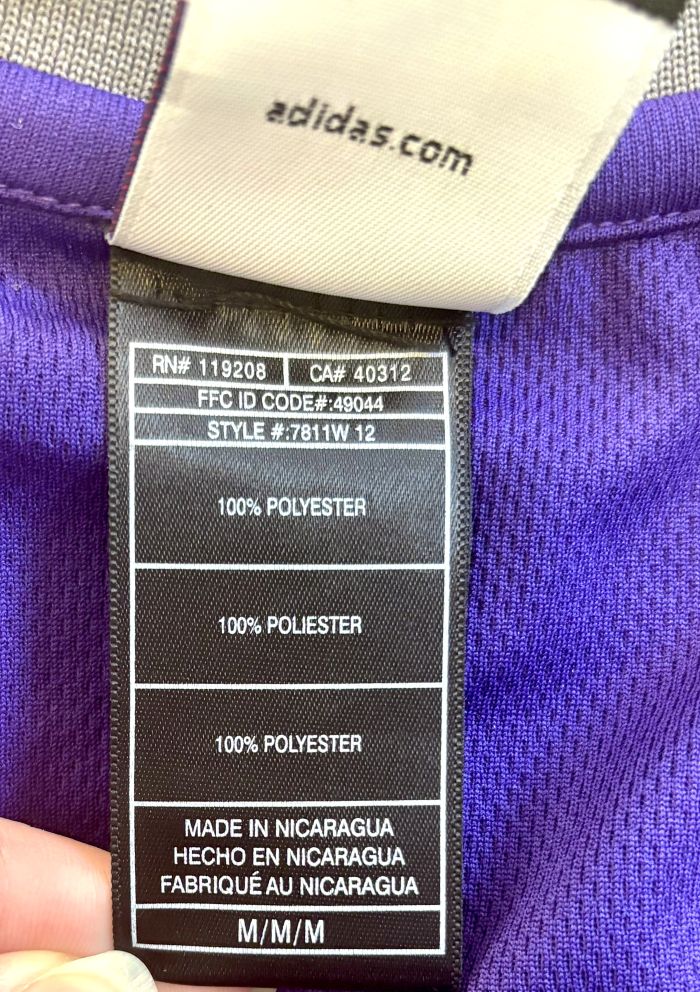 adidas.com
RN# 119208 CA# 40312
FFC ID CODE#:49044
STYLE #:7811W 12
100% POLYESTER
100% POLIESTER
100% POLYESTER
MADE IN NICARAGUA
HECHO EN NICARAGUA
FABRIQUÉ AU NICARAGUA
M/M/M